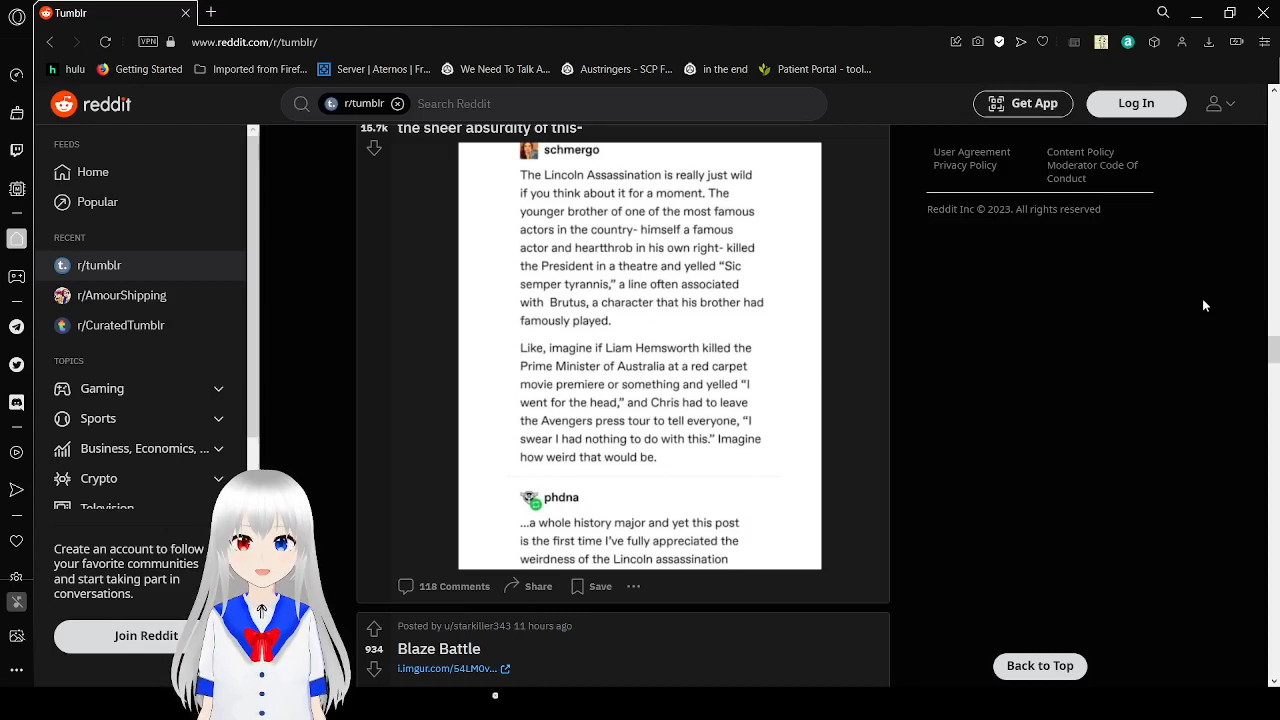 Tumblr
VPN
www.reddit.com/r/tumblr/
hulu
Getting Started
Imported from Firef...
Server | Aternos | Fr...
We Need To Talk A...
Austringers - SCP F...
in the end
Patient Portal - tool...
reddit
r/tumblr
Search Reddit
Get App
Log In
FEEDS
Home
Popular
RECENT
r/tumblr
r/AmourShipping
r/CuratedTumblr
TOPICS
Gaming
Sports
Business, Economics, ...
Crypto
Television
Create an account to follow
your favorite communities
and start taking part in
conversations.
Join Reddit
15.7k
the sheer absurdity of this-
schmergo
The Lincoln Assassination is really just wild
if you think about it for a moment. The
younger brother of one of the most famous
actors in the country- himself a famous
actor and heartthrob in his own right- killed
the President in a theatre and yelled “Sic
semper tyrannis,” a line often associated
with Brutus, a character that his brother had
famously played.
Like, imagine if Liam Hemsworth killed the
Prime Minister of Australia at a red carpet
movie premiere or something and yelled “I
went for the head,” and Chris had to leave
the Avengers press tour to tell everyone, “I
swear I had nothing to do with this.” Imagine
how weird that would be.
phdna
...a whole history major and yet this post
is the first time I’ve fully appreciated the
weirdness of the Lincoln assassination
118 Comments
Share
Save
Posted by u/starkiller343 11 hours ago
934
Blaze Battle
i.imgur.com/54LM0v...
User Agreement
Privacy Policy
Content Policy
Moderator Code Of
Conduct
Reddit Inc © 2023. All rights reserved
Back to Top